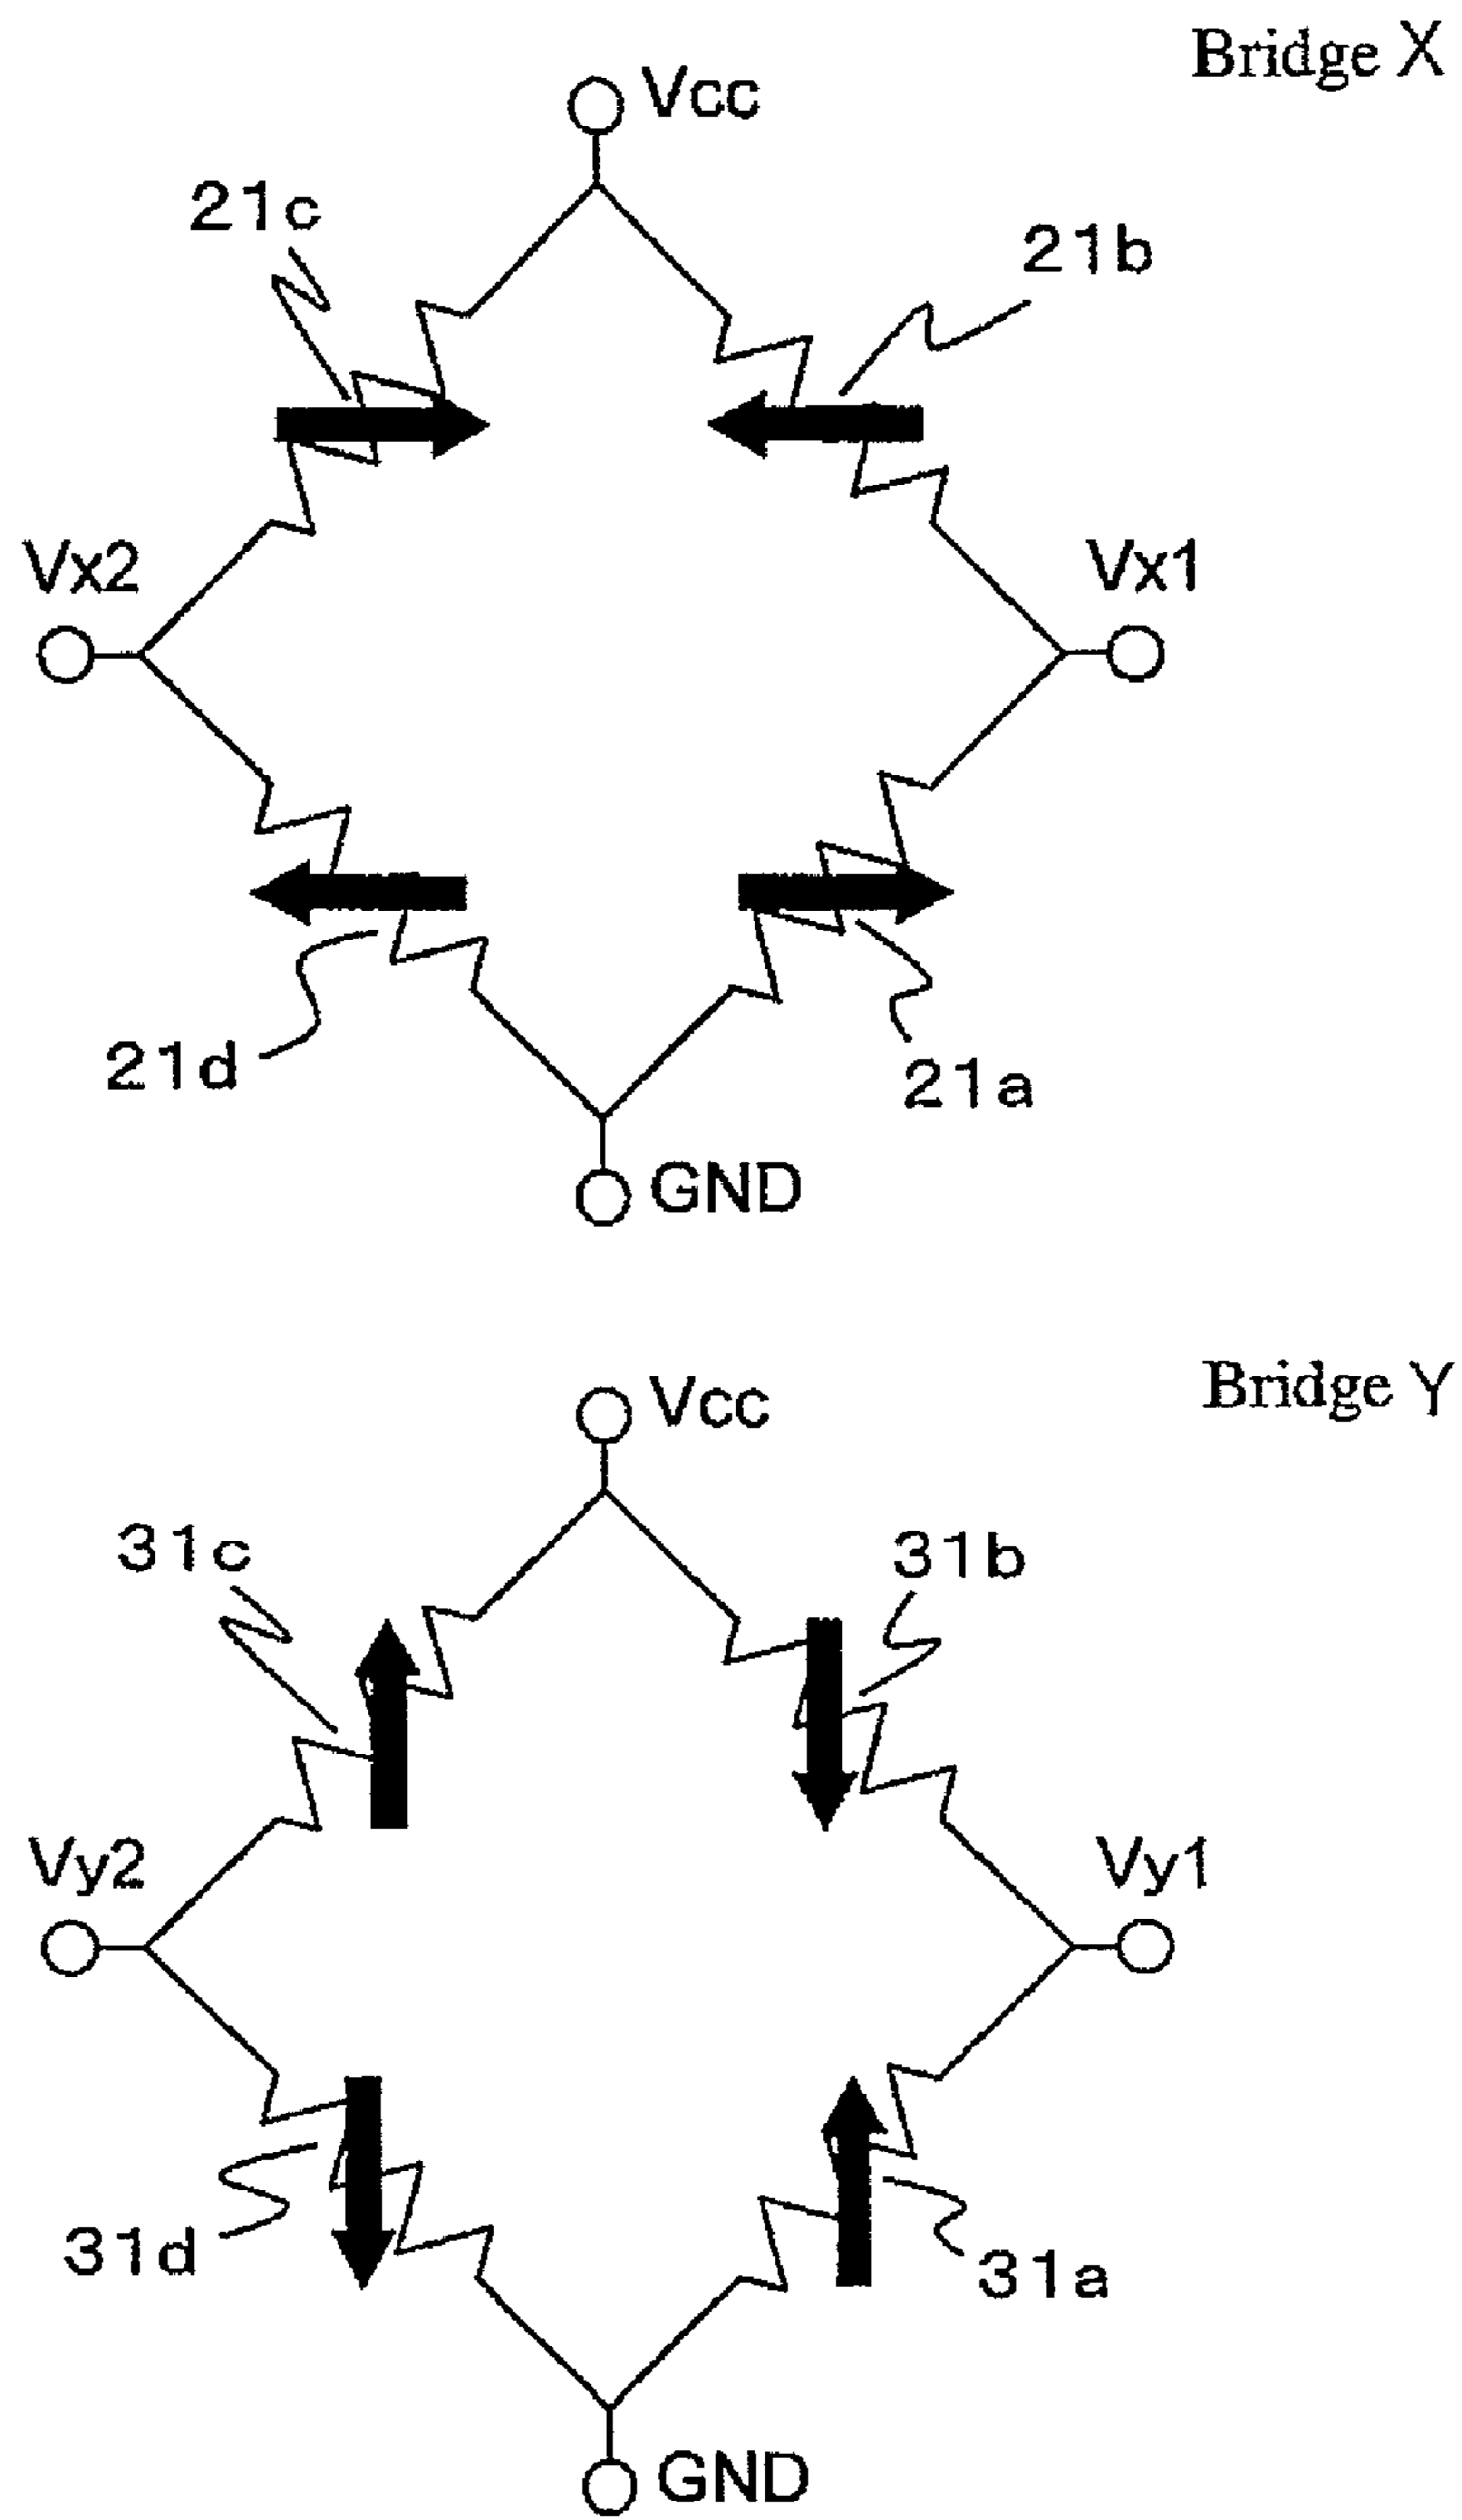 Bridge X
Vcc
21c
21b
Vx2
Vx1
21d
21a
GND
Bridge Y
Vcc
31c
31b
Vy2
Vy1
31d
31a
GND